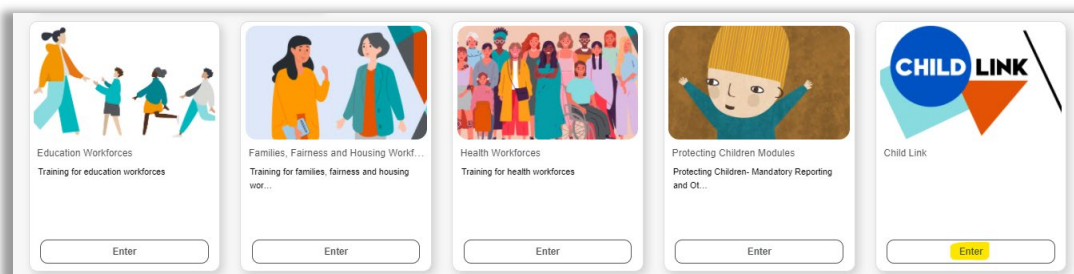 CHILD LINK
Education Workforces
Training for education workforces
Enter
Families, Fairness and Housing Workf...
Training for families, fairness and housing
wor...
Enter
Health Workforces
Training for health workforces
Enter
Protecting Children Modules
Protecting Children- Mandatory Reporting
and Ot...
Enter
Child Link
Enter